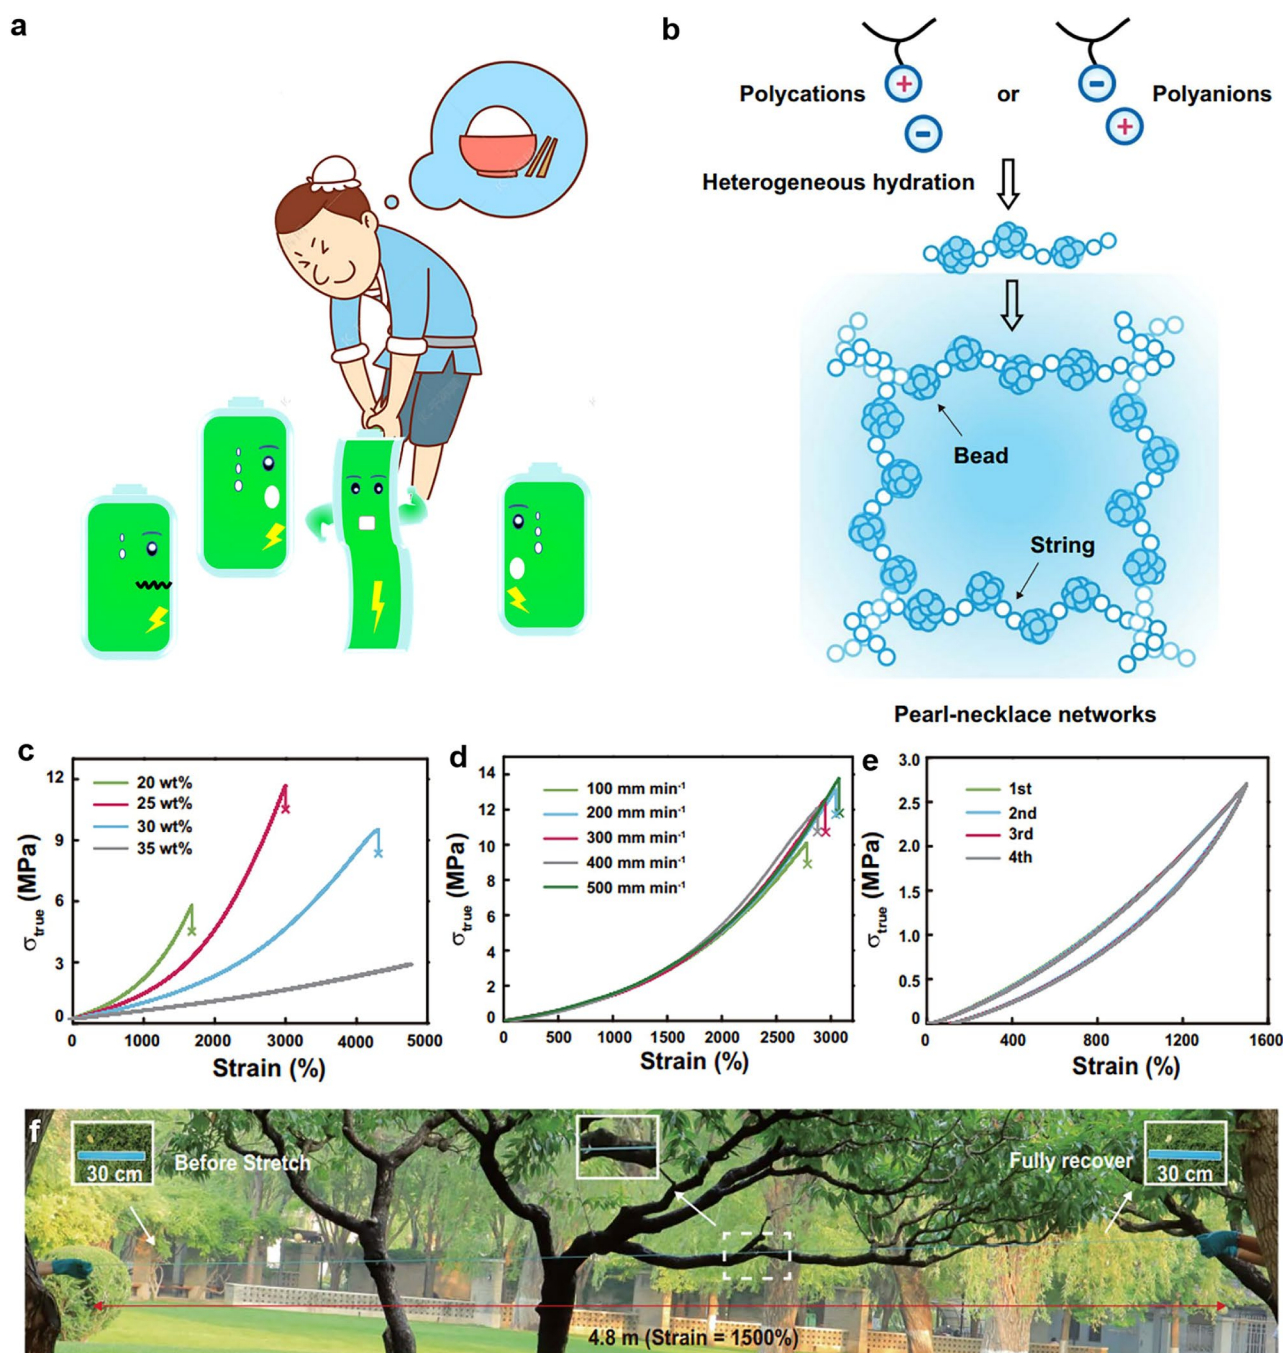 a
b
Polycations
or
Polyanions
Heterogeneous hydration
Bead
String
Pearl-necklace networks
c
12
9
6
3
0
σtrue (MPa)
20 wt%
25 wt%
30 wt%
35 wt%
0 1000 2000 3000 4000 5000
Strain (%)
d
14
12
10
8
6
4
2
0
σtrue (MPa)
100 mm min⁻¹
200 mm min⁻¹
300 mm min⁻¹
400 mm min⁻¹
500 mm min⁻¹
0 500 1000 1500 2000 2500 3000
Strain (%)
e
3.0
2.5
2.0
1.5
1.0
0.5
0
σtrue (MPa)
1st
2nd
3rd
4th
0 400 800 1200 1600
Strain (%)
f
30 cm
Before Stretch
Fully recover
30 cm
4.8 m (Strain = 1500%)